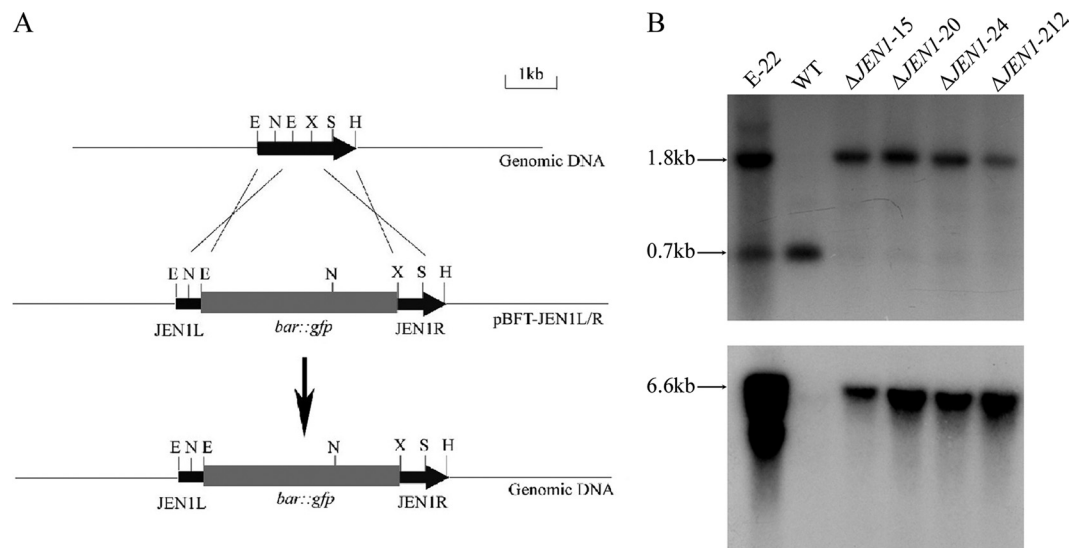 A
1kb
E N E X S H
Genomic DNA
E N E N X S H
JEN1L bar::gfp JEN1R pBFT-JEN1L/R
E N E N X S H
JEN1L bar::gfp JEN1R Genomic DNA
B
E-22 WT ΔJEN1-15 ΔJEN1-20 ΔJEN1-24 ΔJEN1-212
1.8kb
0.7kb
6.6kb